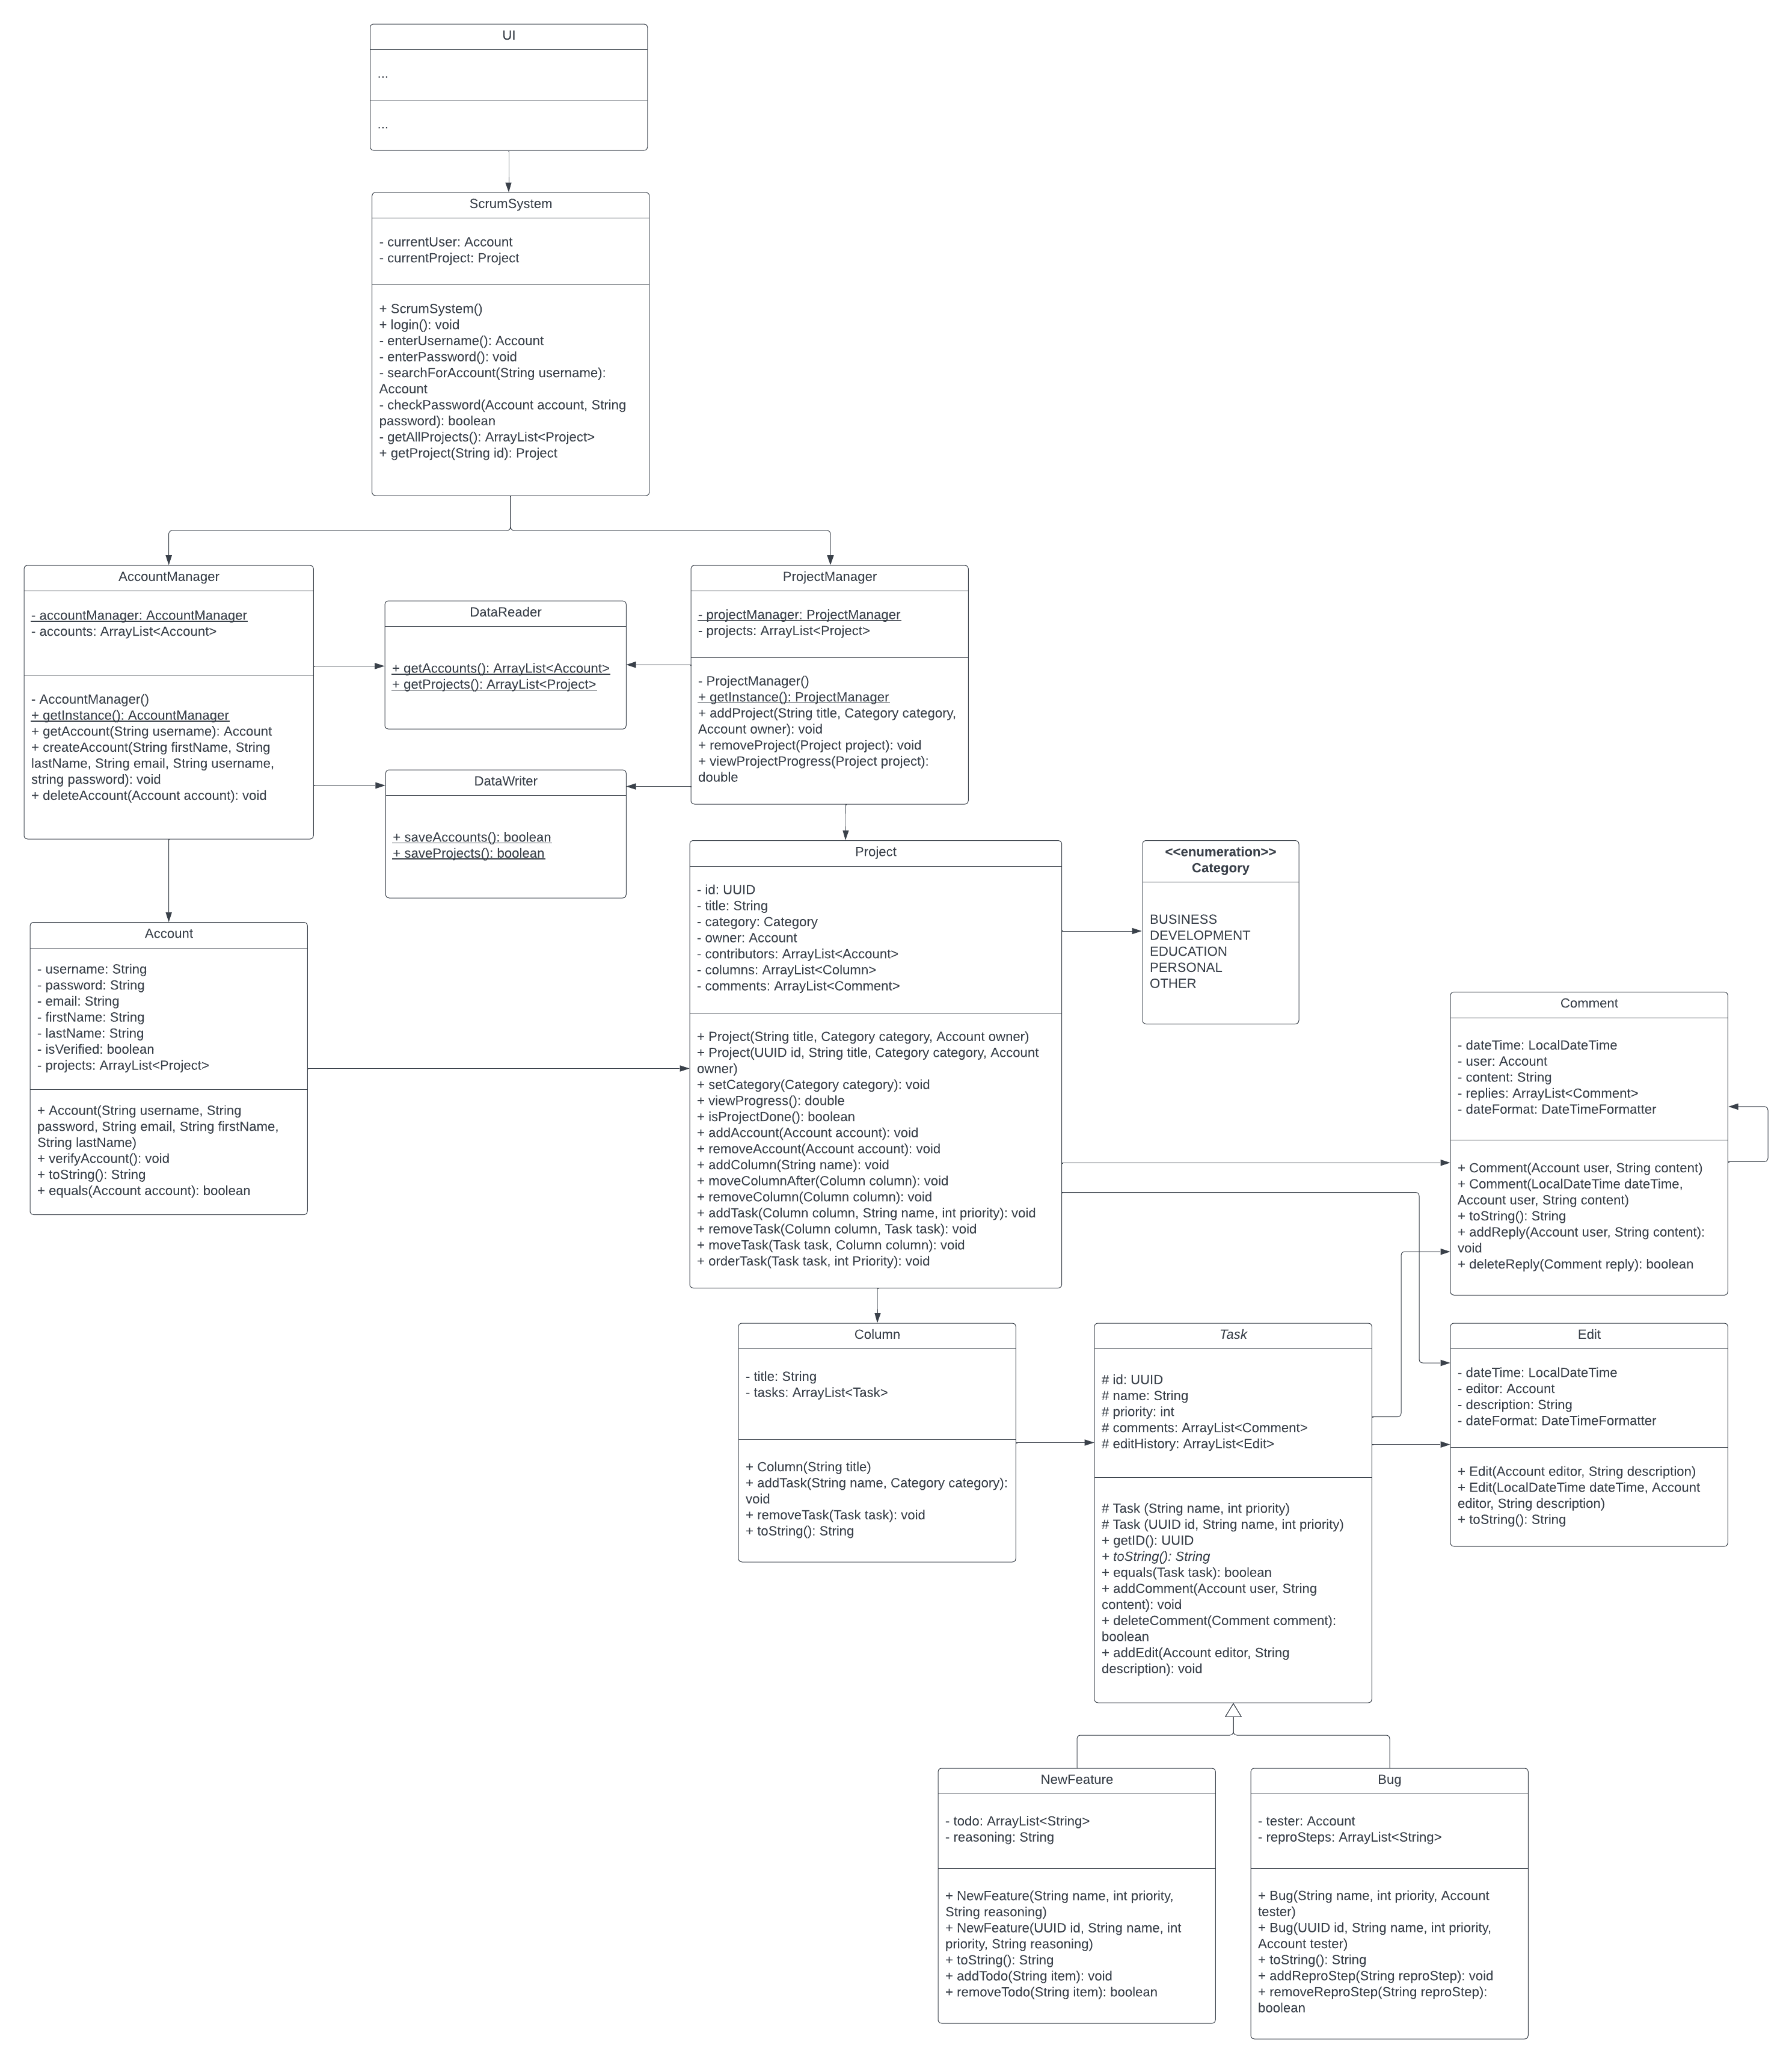 UI
...
...
ScrumSystem
- currentUser: Account
- currentProject: Project
+ ScrumSystem()
+ login(): void
- enterUsername(): Account
- enterPassword(): void
- searchForAccount(String username):
Account
- checkPassword(Account account, String
password): boolean
- getAllProjects(): ArrayList<Project>
+ getProject(String id): Project
AccountManager
- accountManager: AccountManager
- accounts: ArrayList<Account>
- AccountManager()
+ getInstance(): AccountManager
+ getAccount(String username): Account
+ createAccount(String firstName, String
lastName, String email, String username,
string password): void
+ deleteAccount(Account account): void
DataReader
+ getAccounts(): ArrayList<Account>
+ getProjects(): ArrayList<Project>
DataWriter
+ saveAccounts(): boolean
+ saveProjects(): boolean
ProjectManager
- projectManager: ProjectManager
- projects: ArrayList<Project>
- ProjectManager()
+ getInstance(): ProjectManager
+ addProject(String title, Category category,
Account owner): void
+ removeProject(Project project): void
+ viewProjectProgress(Project project):
double
Account
- username: String
- password: String
- email: String
- firstName: String
- lastName: String
- isVerified: boolean
- projects: ArrayList<Project>
+ Account(String username, String
password, String email, String firstName,
String lastName)
+ verifyAccount(): void
+ toString(): String
+ equals(Account account): boolean
Project
- id: UUID
- title: String
- category: Category
- owner: Account
- contributors: ArrayList<Account>
- columns: ArrayList<Column>
- comments: ArrayList<Comment>
+ Project(String title, Category category, Account owner)
+ Project(UUID id, String title, Category category, Account
owner)
+ setCategory(Category category): void
+ viewProgress(): double
+ isProjectDone(): boolean
+ addAccount(Account account): void
+ removeAccount(Account account): void
+ addColumn(String name): void
+ moveColumnAfter(Column column): void
+ removeColumn(Column column): void
+ addTask(Column column, String name, int priority): void
+ removeTask(Column column, Task task): void
+ moveTask(Task task, Column column): void
+ orderTask(Task task, int Priority): void
<<enumeration>>
Category
BUSINESS
DEVELOPMENT
EDUCATION
PERSONAL
OTHER
Comment
- dateTime: LocalDateTime
- user: Account
- content: String
- replies: ArrayList<Comment>
- dateFormat: DateTimeFormatter
+ Comment(Account user, String content)
+ Comment(LocalDateTime dateTime,
Account user, String content)
+ toString(): String
+ addReply(Account user, String content):
void
+ deleteReply(Comment reply): boolean
Column
- title: String
- tasks: ArrayList<Task>
+ Column(String title)
+ addTask(String name, Category category):
void
+ removeTask(Task task): void
+ toString(): String
Task
# id: UUID
# name: String
# priority: int
# comments: ArrayList<Comment>
# editHistory: ArrayList<Edit>
# Task (String name, int priority)
# Task (UUID id, String name, int priority)
+ getID(): UUID
+ toString(): String
+ equals(Task task): boolean
+ addComment(Account user, String
content): void
+ deleteComment(Comment comment):
boolean
+ addEdit(Account editor, String
description): void
Edit
- dateTime: LocalDateTime
- editor: Account
- description: String
- dateFormat: DateTimeFormatter
+ Edit(Account editor, String description)
+ Edit(LocalDateTime dateTime, Account
editor, String description)
+ toString(): String
NewFeature
- todo: ArrayList<String>
- reasoning: String
+ NewFeature(String name, int priority,
String reasoning)
+ NewFeature(UUID id, String name, int
priority, String reasoning)
+ toString(): String
+ addTodo(String item): void
+ removeTodo(String item): boolean
Bug
- tester: Account
- reproSteps: ArrayList<String>
+ Bug(String name, int priority, Account
tester)
+ Bug(UUID id, String name, int priority,
Account tester)
+ toString(): String
+ addReproStep(String reproStep): void
+ removeReproStep(String reproStep):
boolean